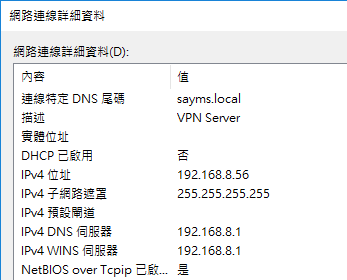 網路連線詳細資料
網路連線詳細資料(D):
內容 值
連線特定 DNS 尾碼 sayms.local
描述 VPN Server
實體位址
DHCP 已啟用 否
IPv4 位址 192.168.8.56
IPv4 子網路遮罩 255.255.255.255
IPv4 預設閘道
IPv4 DNS 伺服器 192.168.8.1
IPv4 WINS 伺服器 192.168.8.1
NetBIOS over Tcpip 已啟... 是